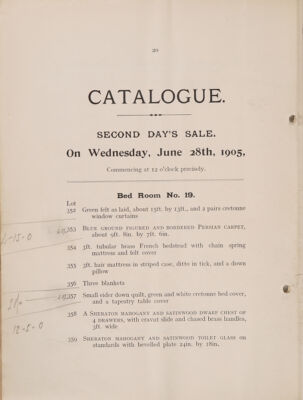 20
CATALOGUE.
SECOND DAY'S SALE.
On Wednesday, June 28th, 1905,
Commencing at 12 o'clock precisely.
Bed Room No. 19.
Lot
352 Green felt as laid, about 15ft. by 13ft., and 2 pairs cretonne
window curtains
353 BLUE GROUND FIGURED AND BORDERED PERSIAN CARPET,
about 9ft. 8in. by 7ft. 6in.
354 3ft. tubular brass French bedstead with chain spring
mattress and felt cover
355 3ft. hair mattress in striped case, ditto in tick, and a down
pillow
356 Three blankets
357 Small eider down quilt, green and white cretonne bed cover,
and a tapestry table cover
358 A SHERATON MAHOGANY AND SATINWOOD DWARF CHEST OF
4 DRAWERS, with cravat slide and chased brass handles,
3ft. wide
359 SHERATON MAHOGANY AND SATINWOOD TOILET GLASS on
standards with bevelled plate 24in. by 18in.
12-5-0